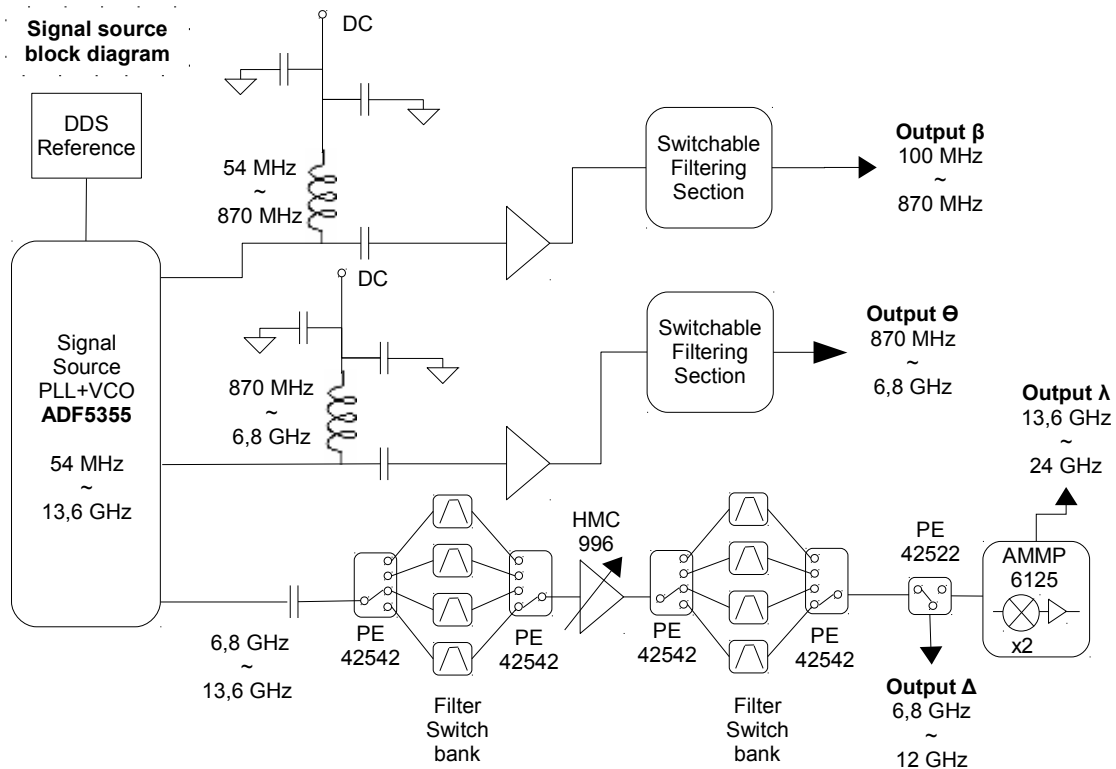 Signal source
block diagram
DDS
Reference
Signal
Source
PLL+VCO
ADF5355
54 MHz
~
13,6 GHz
DC
54 MHz
~
870 MHz
Switchable
Filtering
Section
Output β
100 MHz
~
870 MHz
DC
870 MHz
~
6,8 GHz
Switchable
Filtering
Section
Output Ɵ
870 MHz
~
6,8 GHz
6,8 GHz
~
13,6 GHz
PE
42542
Filter
Switch
bank
PE
42542
HMC
996
PE
42542
Filter
Switch
bank
PE
42542
PE
42522
Output Δ
6,8 GHz
~
12 GHz
AMMP
6125
x2
Output λ
13,6 GHz
~
24 GHz